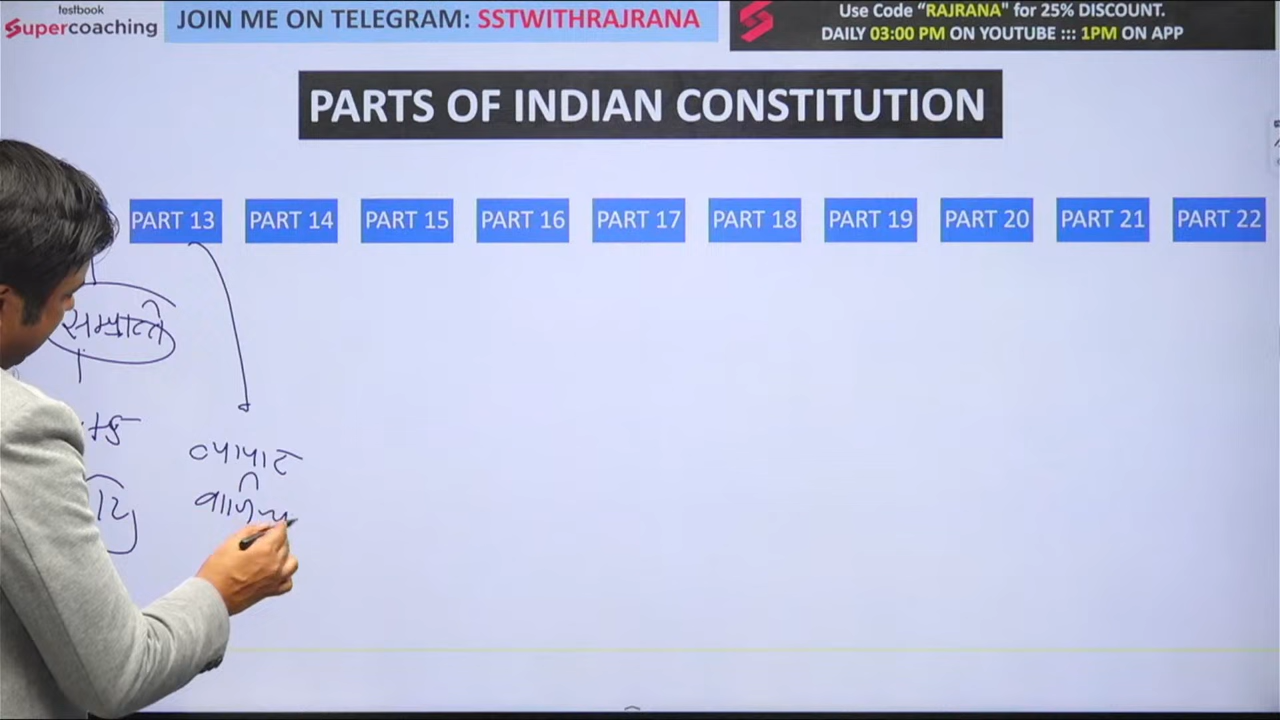 testbook
Supercoaching
JOIN ME ON TELEGRAM: SSTWITHRAJRANA
Use Code “RAJRANA" for 25% DISCOUNT.
DAILY 03:00 PM ON YOUTUBE ::: 1PM ON APP
PARTS OF INDIAN CONSTITUTION
PART 13 PART 14 PART 15 PART 16 PART 17 PART 18 PART 19 PART 20 PART 21 PART 22
व्यापार